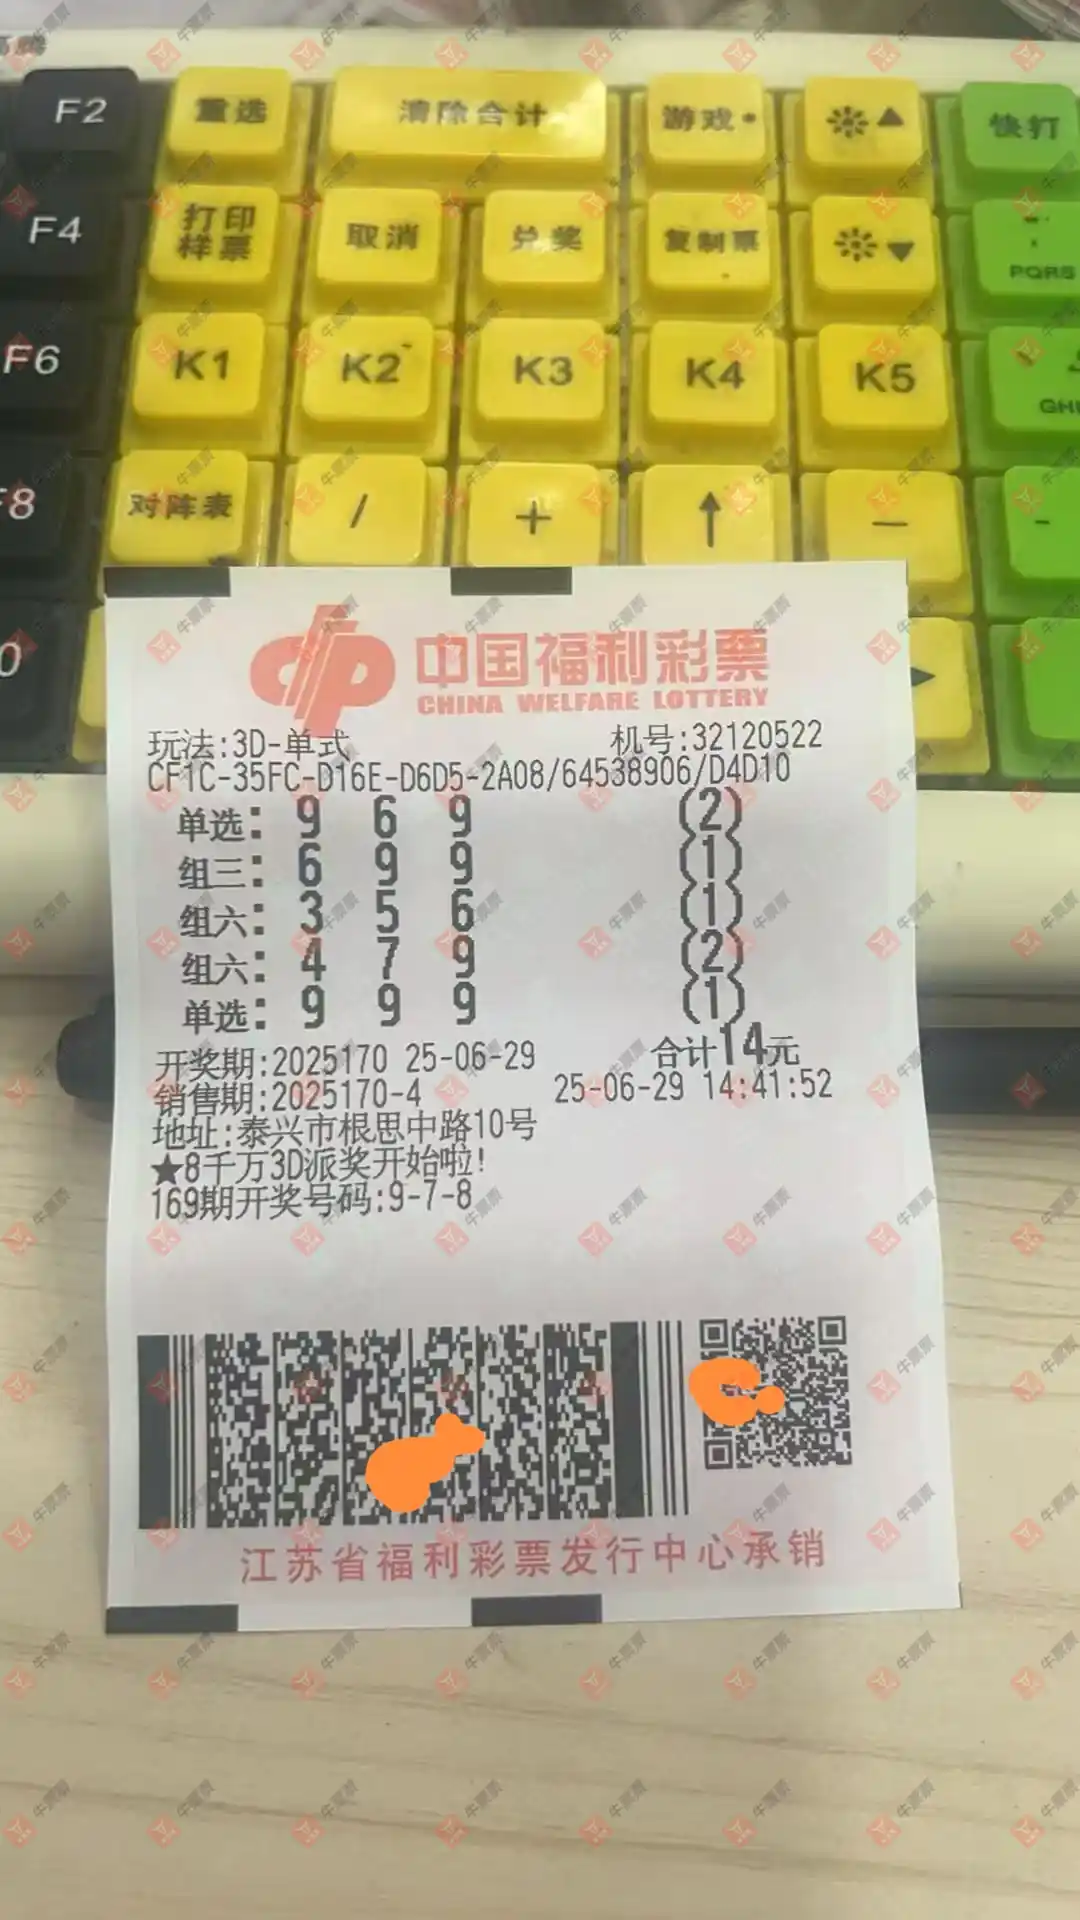 F2 重选 清除合计 游戏• ▲ 快打
F4 打印样票 取消 兑奖 复制票 ▼ PQRS
F6 K1 K2 K3 K4 K5
F8 对阵表 / + ↑ — -
中国福利彩票
CHINA WELFARE LOTTERY
玩法:3D-单式 机号:32120522
CF1C-35FC-D16E-D6D5-2A08/64538906/D4D10
单选: 9 6 9 (2)
组三: 6 9 9 (1)
组六: 3 5 6 (1)
组六: 4 7 9 (2)
单选: 9 9 9 (1)
开奖期:2025170 25-06-29 合计14元
销售期:2025170-4 25-06-29 14:41:52
地址:泰兴市根思中路10号
★8千万3D派奖开始啦!
169期开奖号码:9-7-8
江苏省福利彩票发行中心承销
牛票票